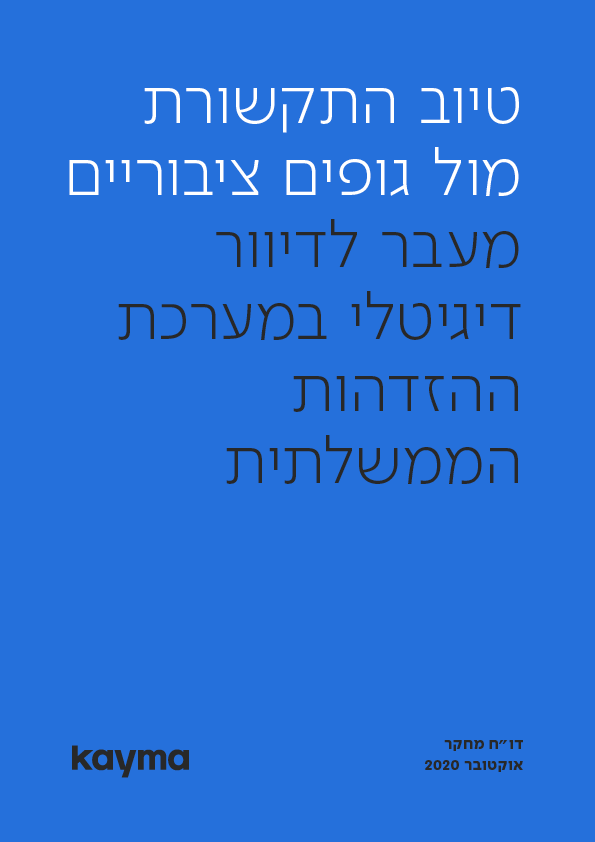 טיוב התקשורת
מול גופים ציבוריים
מעבר לדיוור
דיגיטלי במערכת
ההזדהות
הממשלתית
דו״ח מחקר
אוקטובר 2020
kayma